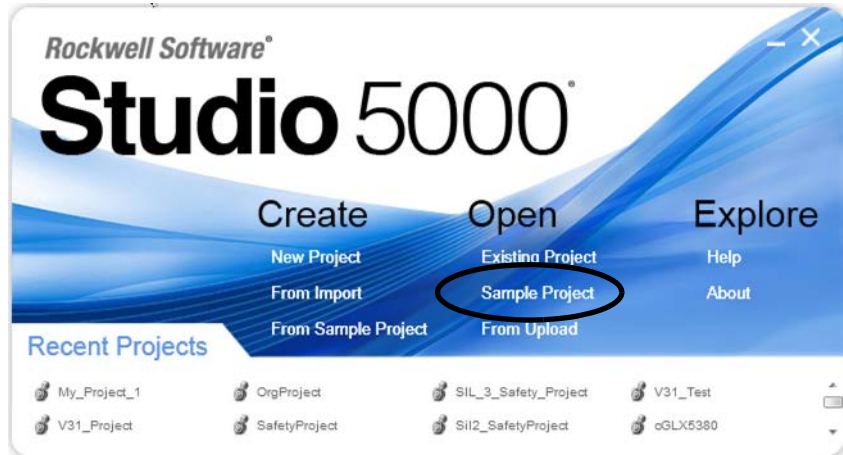 Rockwell Software®
Studio 5000®
Create Open Explore
New Project Existing Project Help
From Import Sample Project About
From Sample Project From Upload
Recent Projects
My_Project_1 OrgProject SIL_3_Safety_Project V31_Test
V31_Project SafetyProject Sil2_SafetyProject cGLX5380